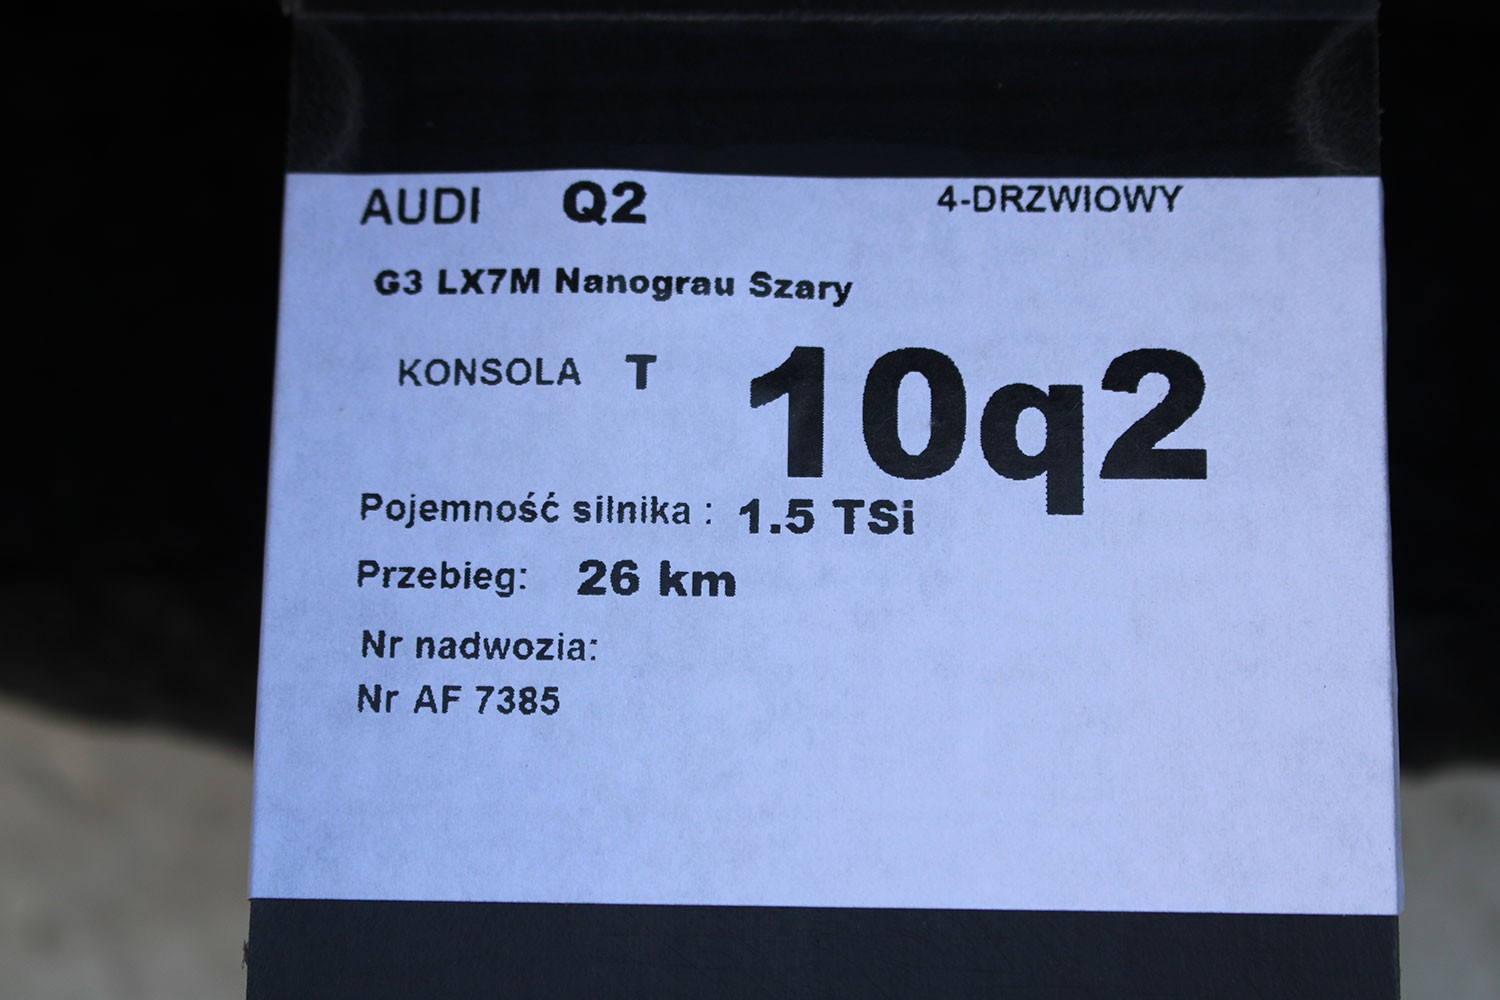 AUDI Q2 4-DRZWIOWY
G3 LX7M Nanograu Szary
KONSOLA T 10q2
Pojemność silnika : 1.5 TSi
Przebieg: 26 km
Nr nadwozia:
Nr AF 7385